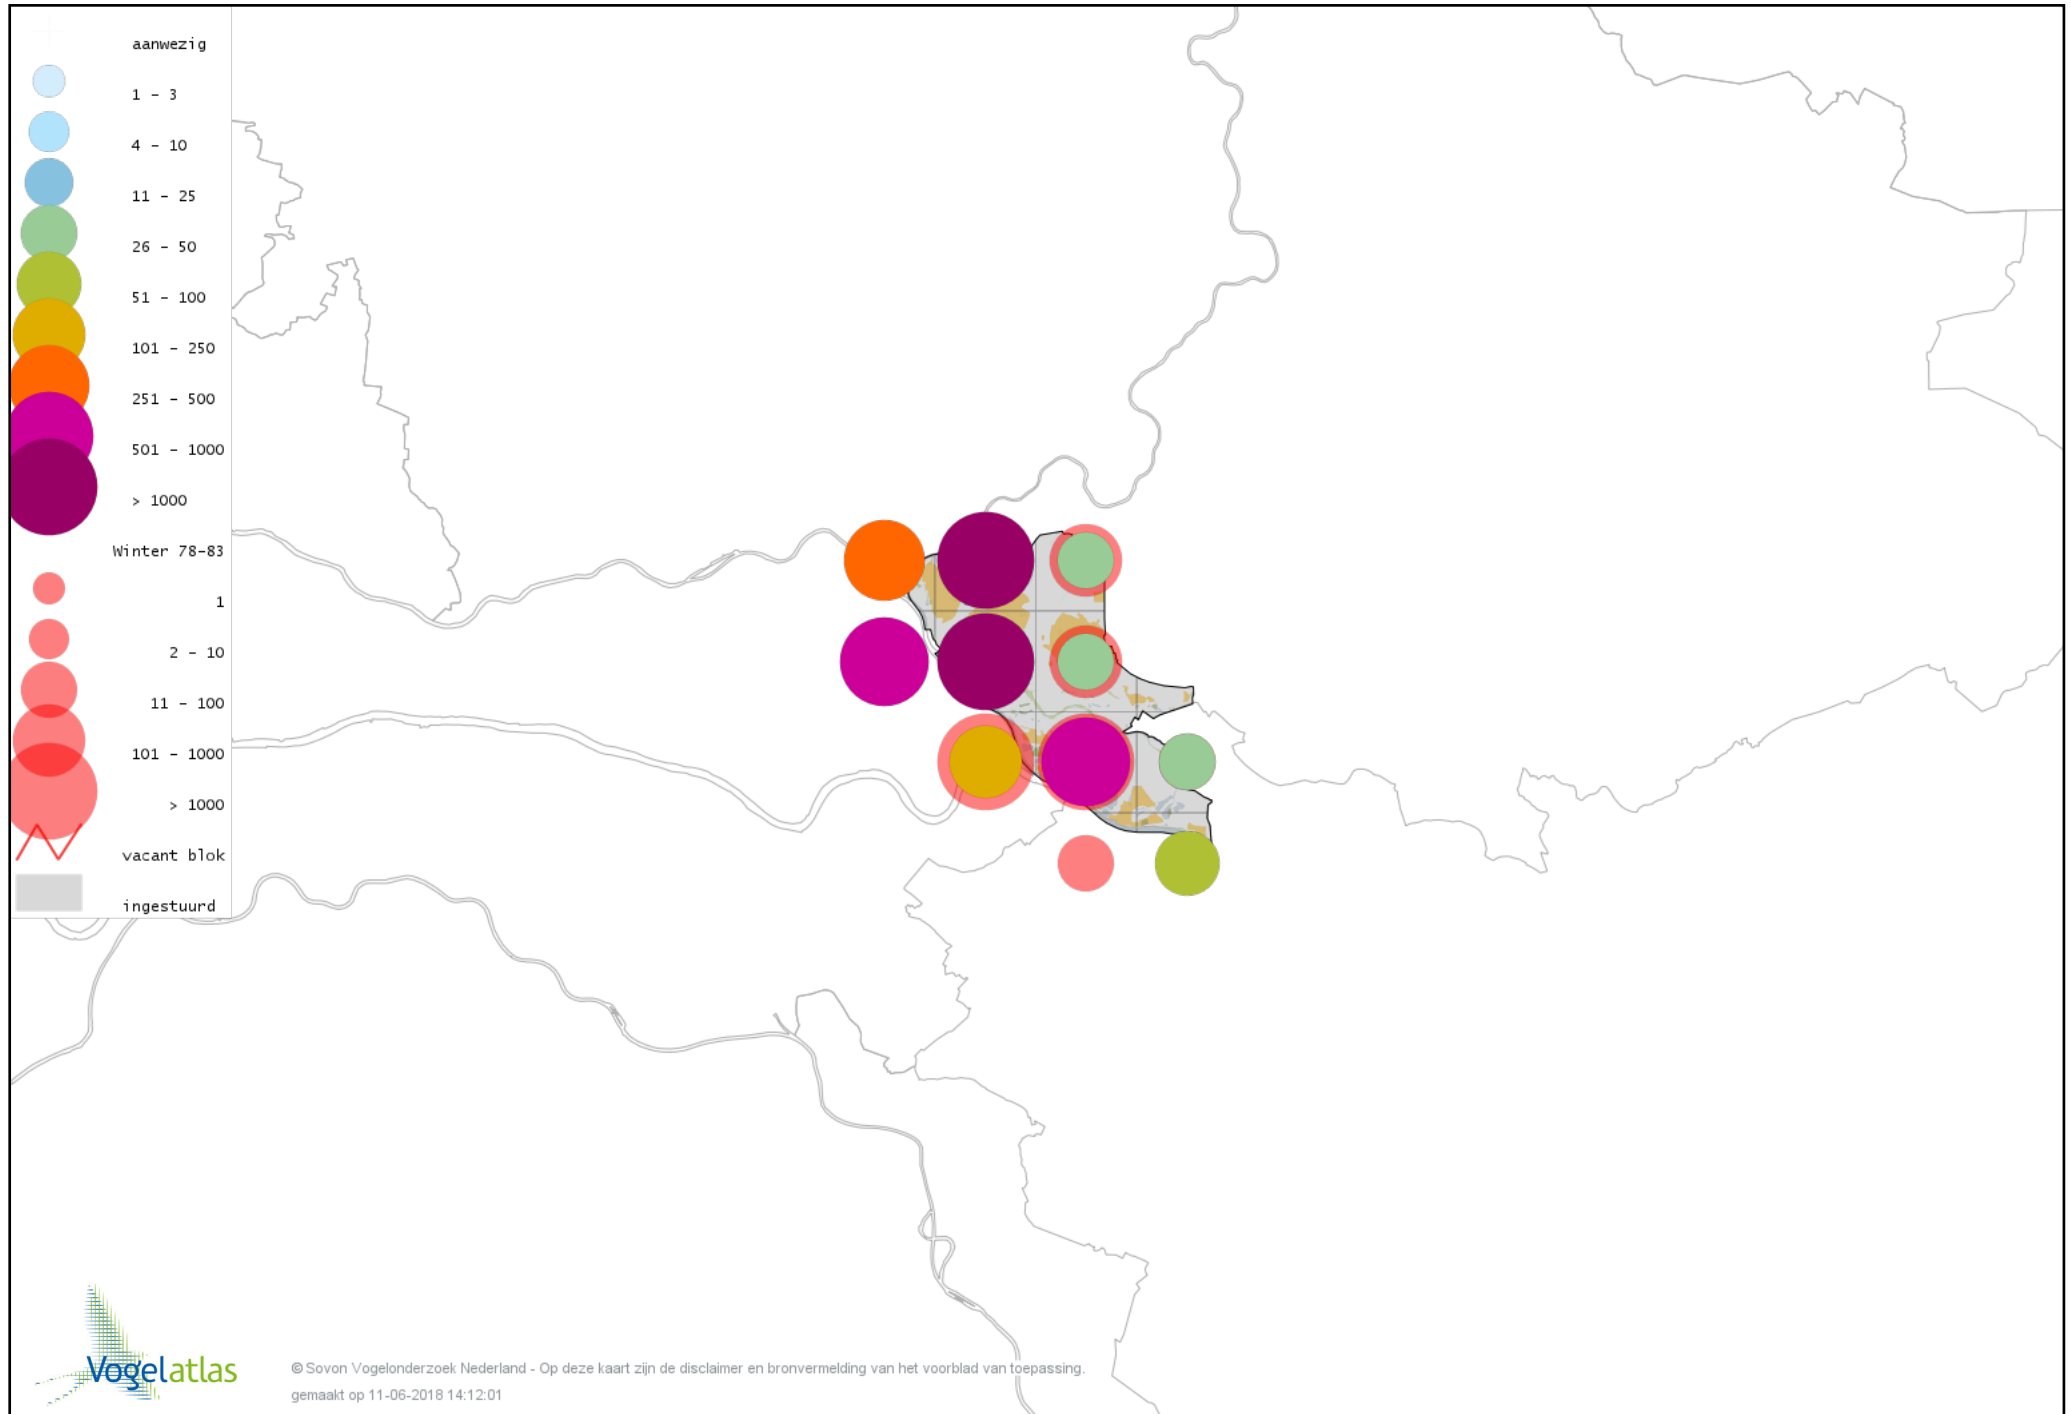 aanwezig
1 - 3
4 - 10
11 - 25
26 - 50
51 - 100
101 - 250
251 - 500
501 - 1000
> 1000
Winter 78-83
1
2 - 10
11 - 100
101 - 1000
> 1000
vacant blok
ingestuurd
Vogelatlas
© Sovon Vogelonderzoek Nederland - Op deze kaart zijn de disclaimer en bronvermelding van het voorblad van toepassing.
gemaakt op 11-06-2018 14:12:01